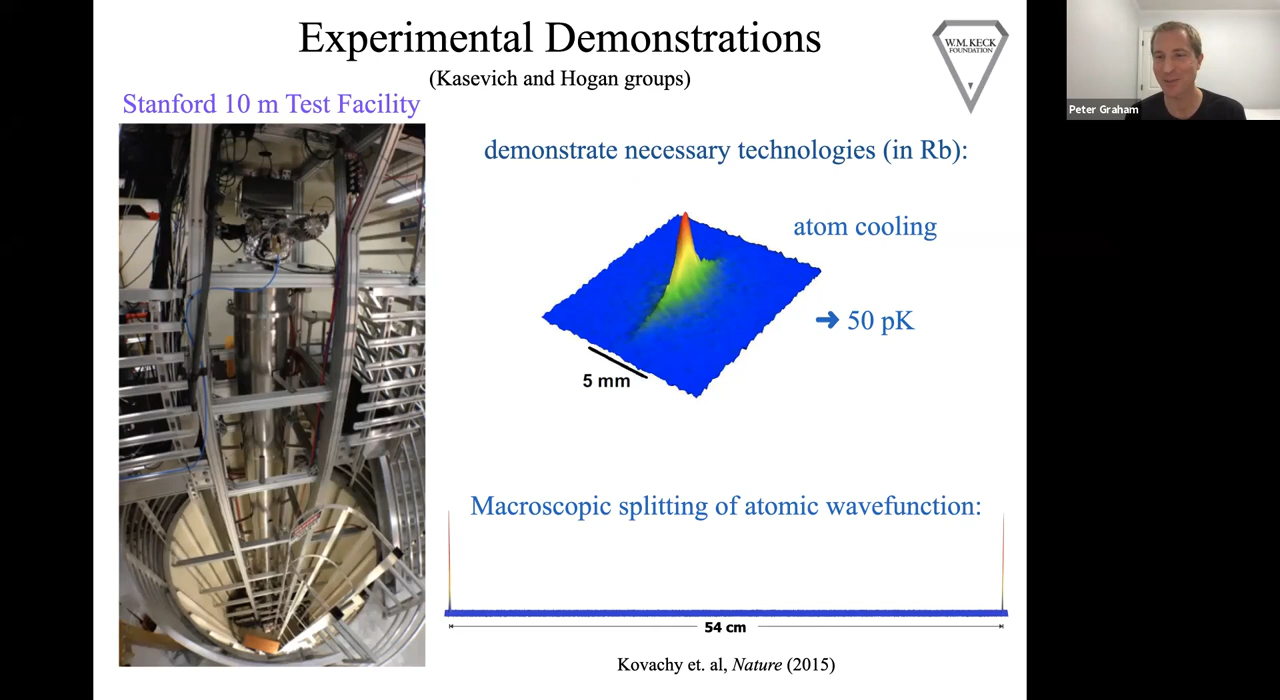 Experimental Demonstrations
(Kasevich and Hogan groups)
W.M. KECK
FOUNDATION
Peter Graham
Stanford 10 m Test Facility
demonstrate necessary technologies (in Rb):
atom cooling
➜ 50 pK
5 mm
Macroscopic splitting of atomic wavefunction:
54 cm
Kovachy et. al, Nature (2015)